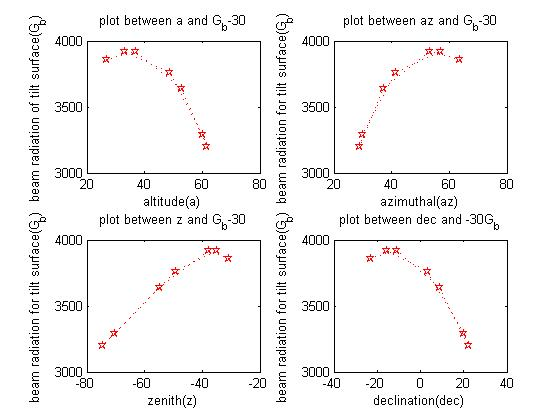 plot between a and G_b-30
plot between az and G_b-30
beam radiation of tilt surface(G_b)
4000
3500
3000
20 40 60 80
altitude(a)
beam radiation for tilt surface(G_b)
4000
3500
3000
20 40 60 80
azimuthal(az)
plot between z and G_b-30
plot between dec and -30G_b
beam radiation for tilt surface(G_b)
4000
3500
3000
-80 -60 -40 -20
zenith(z)
beam radiation for tilt surface(G_b)
4000
3500
3000
-40 -20 0 20 40
declination(dec)